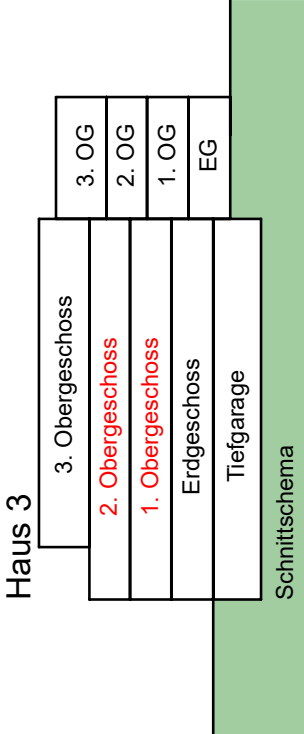 Haus 3
3. Obergeschoss
3. OG
2. Obergeschoss
2. OG
1. Obergeschoss
1. OG
Erdgeschoss
EG
Tiefgarage
Schnittschema